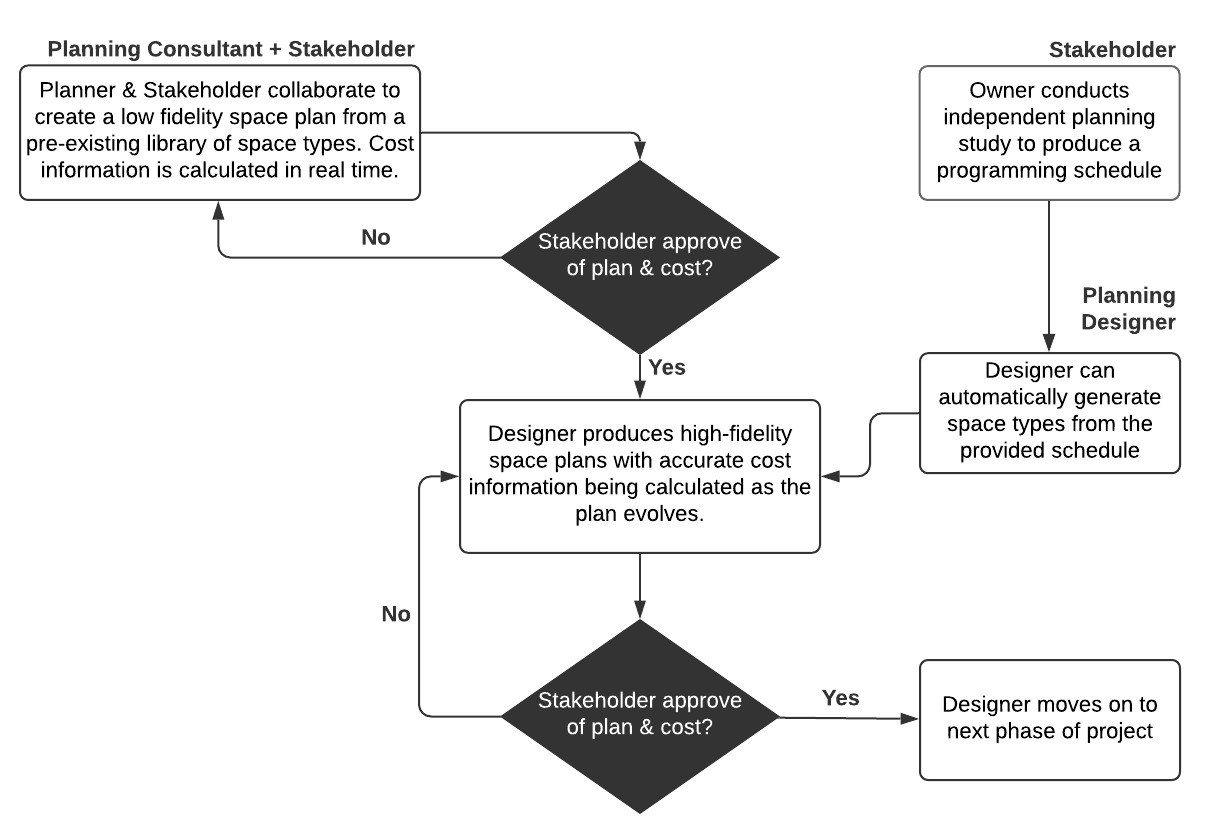 Planning Consultant + Stakeholder
Planner & Stakeholder collaborate to
create a low fidelity space plan from a
pre-existing library of space types. Cost
information is calculated in real time.
Stakeholder
Owner conducts
independent planning
study to produce a
programming schedule
No
Stakeholder approve
of plan & cost?
Planning
Designer
Yes
Designer can
automatically generate
space types from the
provided schedule
Designer produces high-fidelity
space plans with accurate cost
information being calculated as the
plan evolves.
No
Stakeholder approve
of plan & cost?
Yes
Designer moves on to
next phase of project